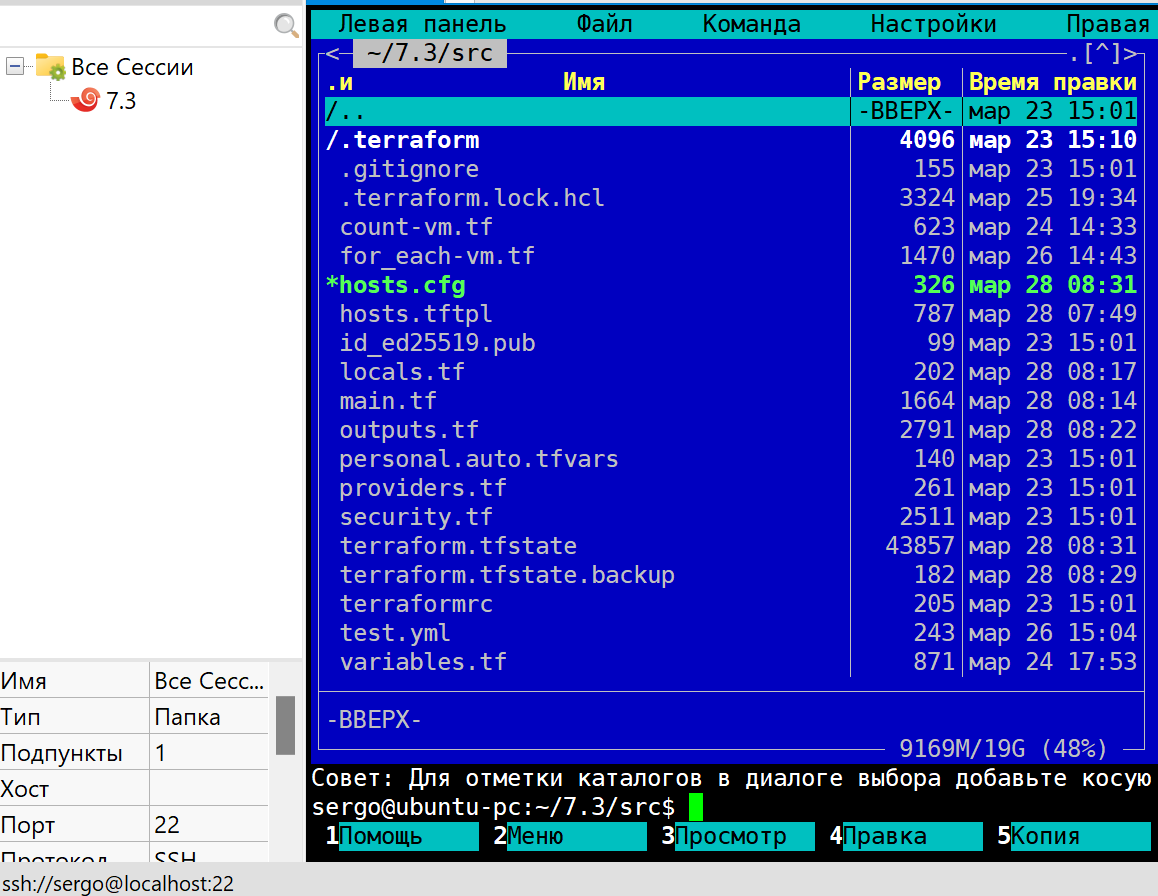 Все Сессии
7.3
Имя Все Сесс...
Тип Папка
Подпункты 1
Хост
Порт 22
Протокол SSH
Левая панель Файл Команда Настройки Правая
<- ~/7.3/src .[^]>
.и Имя Размер Время правки
/.. -ВВЕРХ- мар 23 15:01
/.terraform 4096 мар 23 15:10
.gitignore 155 мар 23 15:01
.terraform.lock.hcl 3324 мар 25 19:34
count-vm.tf 623 мар 24 14:33
for_each-vm.tf 1470 мар 26 14:43
*hosts.cfg 326 мар 28 08:31
hosts.tftpl 787 мар 28 07:49
id_ed25519.pub 99 мар 23 15:01
locals.tf 202 мар 28 08:17
main.tf 1664 мар 28 08:14
outputs.tf 2791 мар 28 08:22
personal.auto.tfvars 140 мар 23 15:01
providers.tf 261 мар 23 15:01
security.tf 2511 мар 23 15:01
terraform.tfstate 43857 мар 28 08:31
terraform.tfstate.backup 182 мар 28 08:29
terraformrc 205 мар 23 15:01
test.yml 243 мар 26 15:04
variables.tf 871 мар 24 17:53
-ВВЕРХ-
9169M/19G (48%)
Совет: Для отметки каталогов в диалоге выбора добавьте косую
sergo@ubuntu-pc:~/7.3/src$
1Помощь 2Меню 3Просмотр 4Правка 5Копия
ssh://sergo@localhost:22